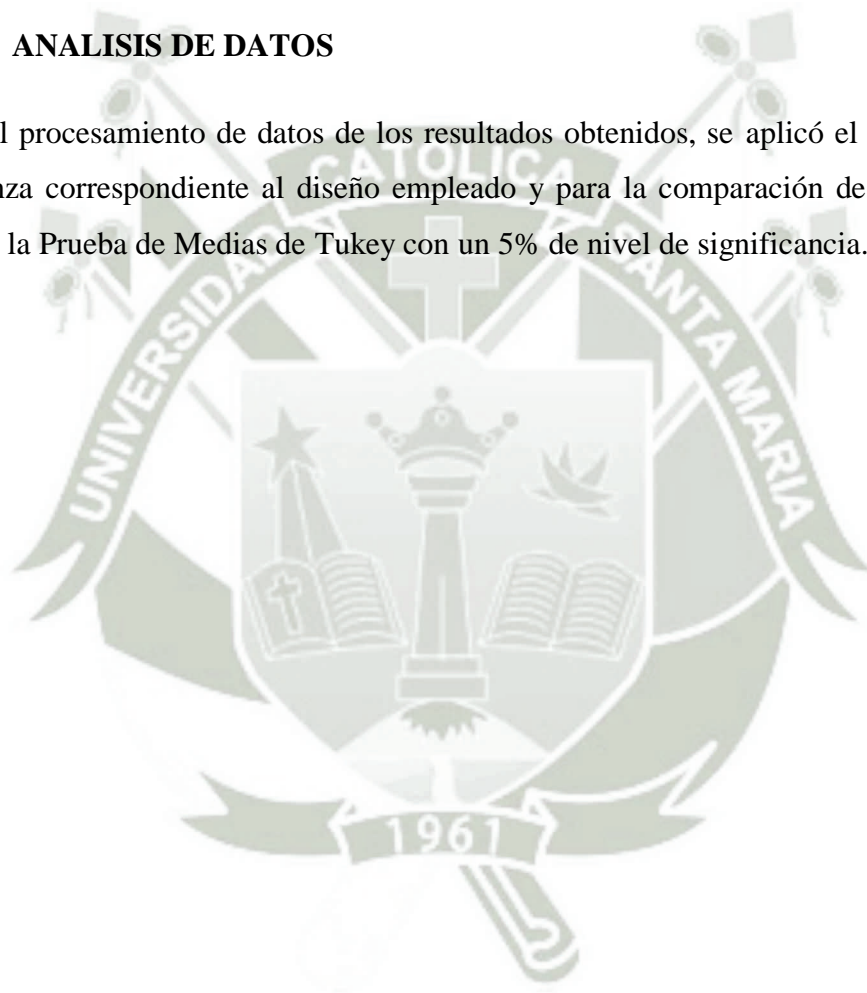 ANALISIS DE DATOS
l procesamiento de datos de los resultados obtenidos, se aplicó el
nza correspondiente al diseño empleado y para la comparación de
la Prueba de Medias de Tukey con un 5% de nivel de significancia.
UNIVERSIDAD CATOLICA SANTA MARIA
1961